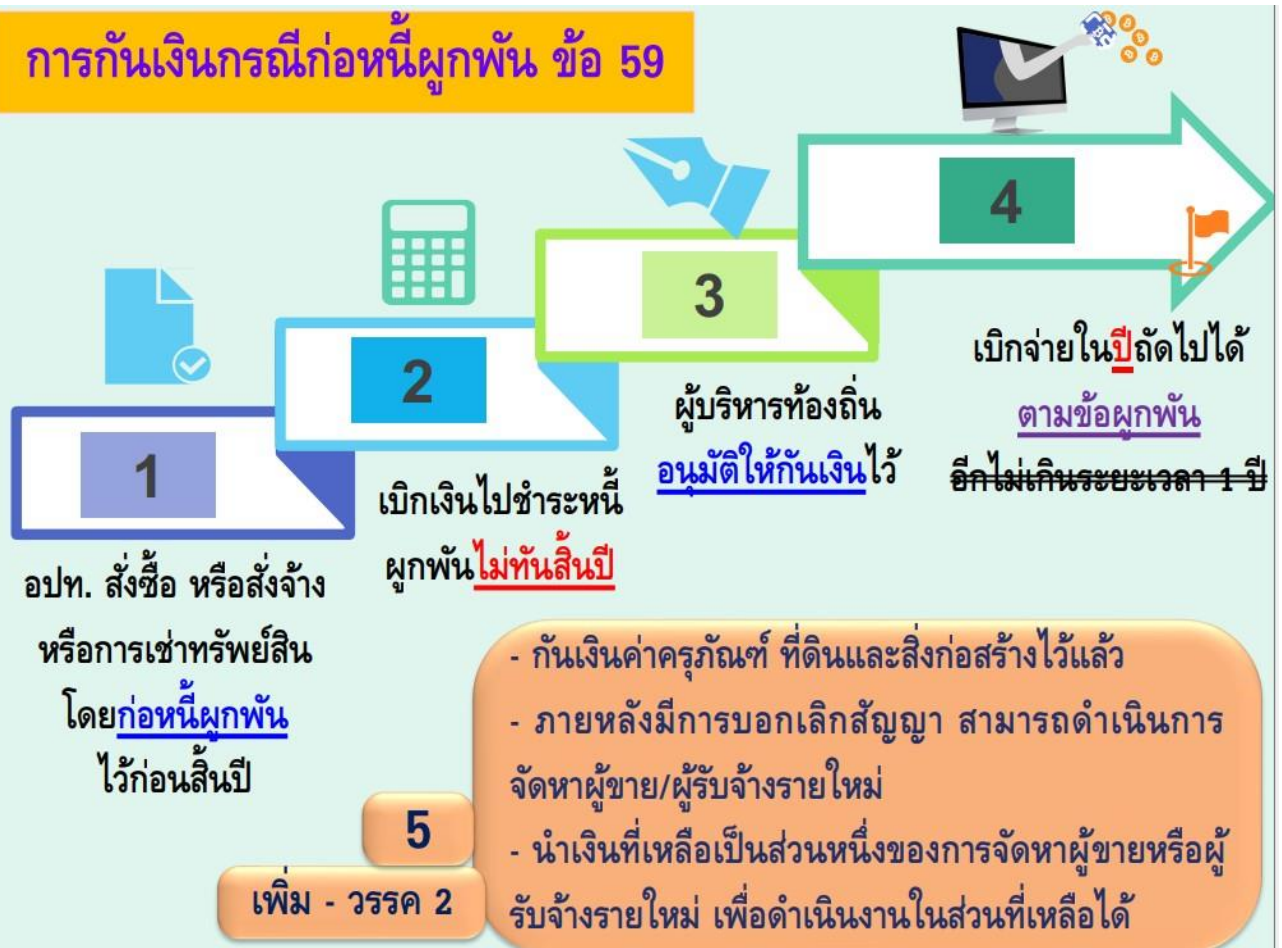 การกันเงินกรณีก่อหนี้ผูกพัน ข้อ 59
1
อปท. สั่งซื้อ หรือสั่งจ้าง
หรือการเช่าทรัพย์สิน
โดยก่อหนี้ผูกพัน
ไว้ก่อนสิ้นปี
2
เบิกเงินไปชำระหนี้
ผูกพันไม่ทันสิ้นปี
3
ผู้บริหารท้องถิ่น
อนุมัติให้กันเงินไว้
4
เบิกจ่ายในปีถัดไปได้
ตามข้อผูกพัน
อีกไม่เกินระยะเวลา 1 ปี
5
เพิ่ม - วรรค 2
- กันเงินค่าครุภัณฑ์ ที่ดินและสิ่งก่อสร้างไว้แล้ว
- ภายหลังมีการบอกเลิกสัญญา สามารถดำเนินการ
จัดหาผู้ขาย/ผู้รับจ้างรายใหม่
- นำเงินที่เหลือเป็นส่วนหนึ่งของการจัดหาผู้ขายหรือผู้
รับจ้างรายใหม่ เพื่อดำเนินงานในส่วนที่เหลือได้